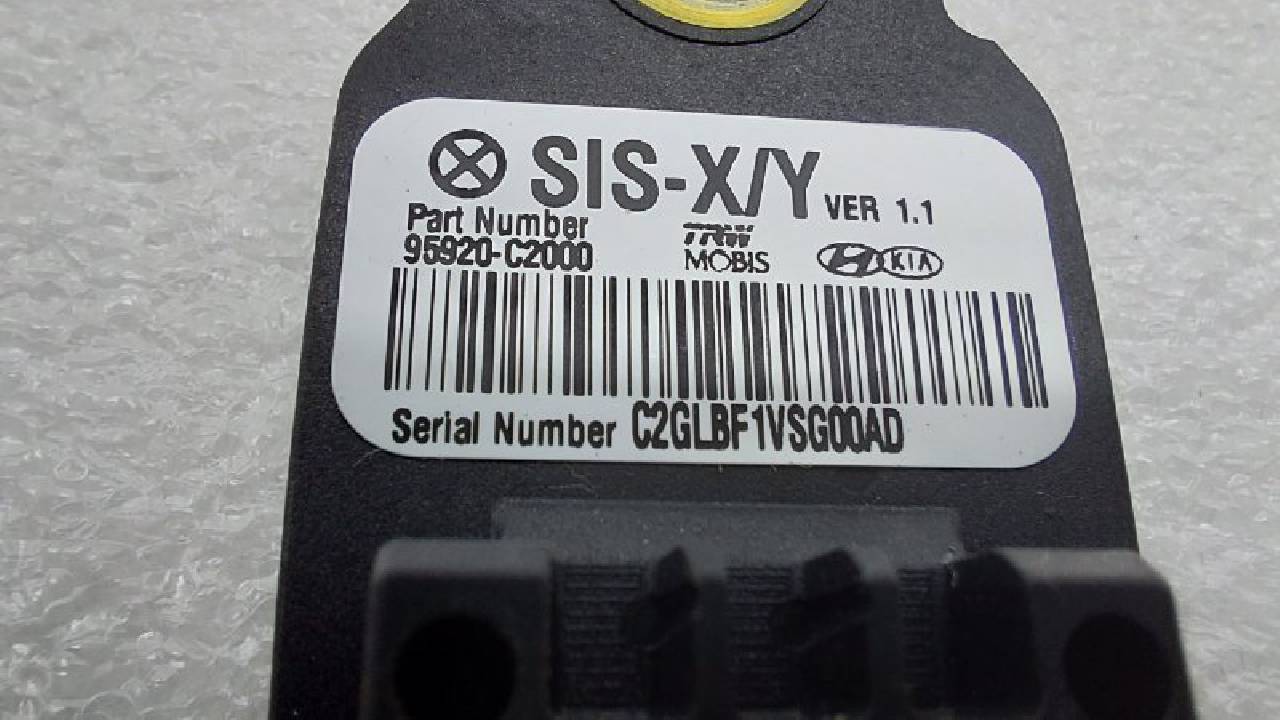 SIS-X/Y VER 1.1
Part Number
95920-C2000
TRW
MOBIS
KIA
Serial Number C2GLBF1VSG00AD